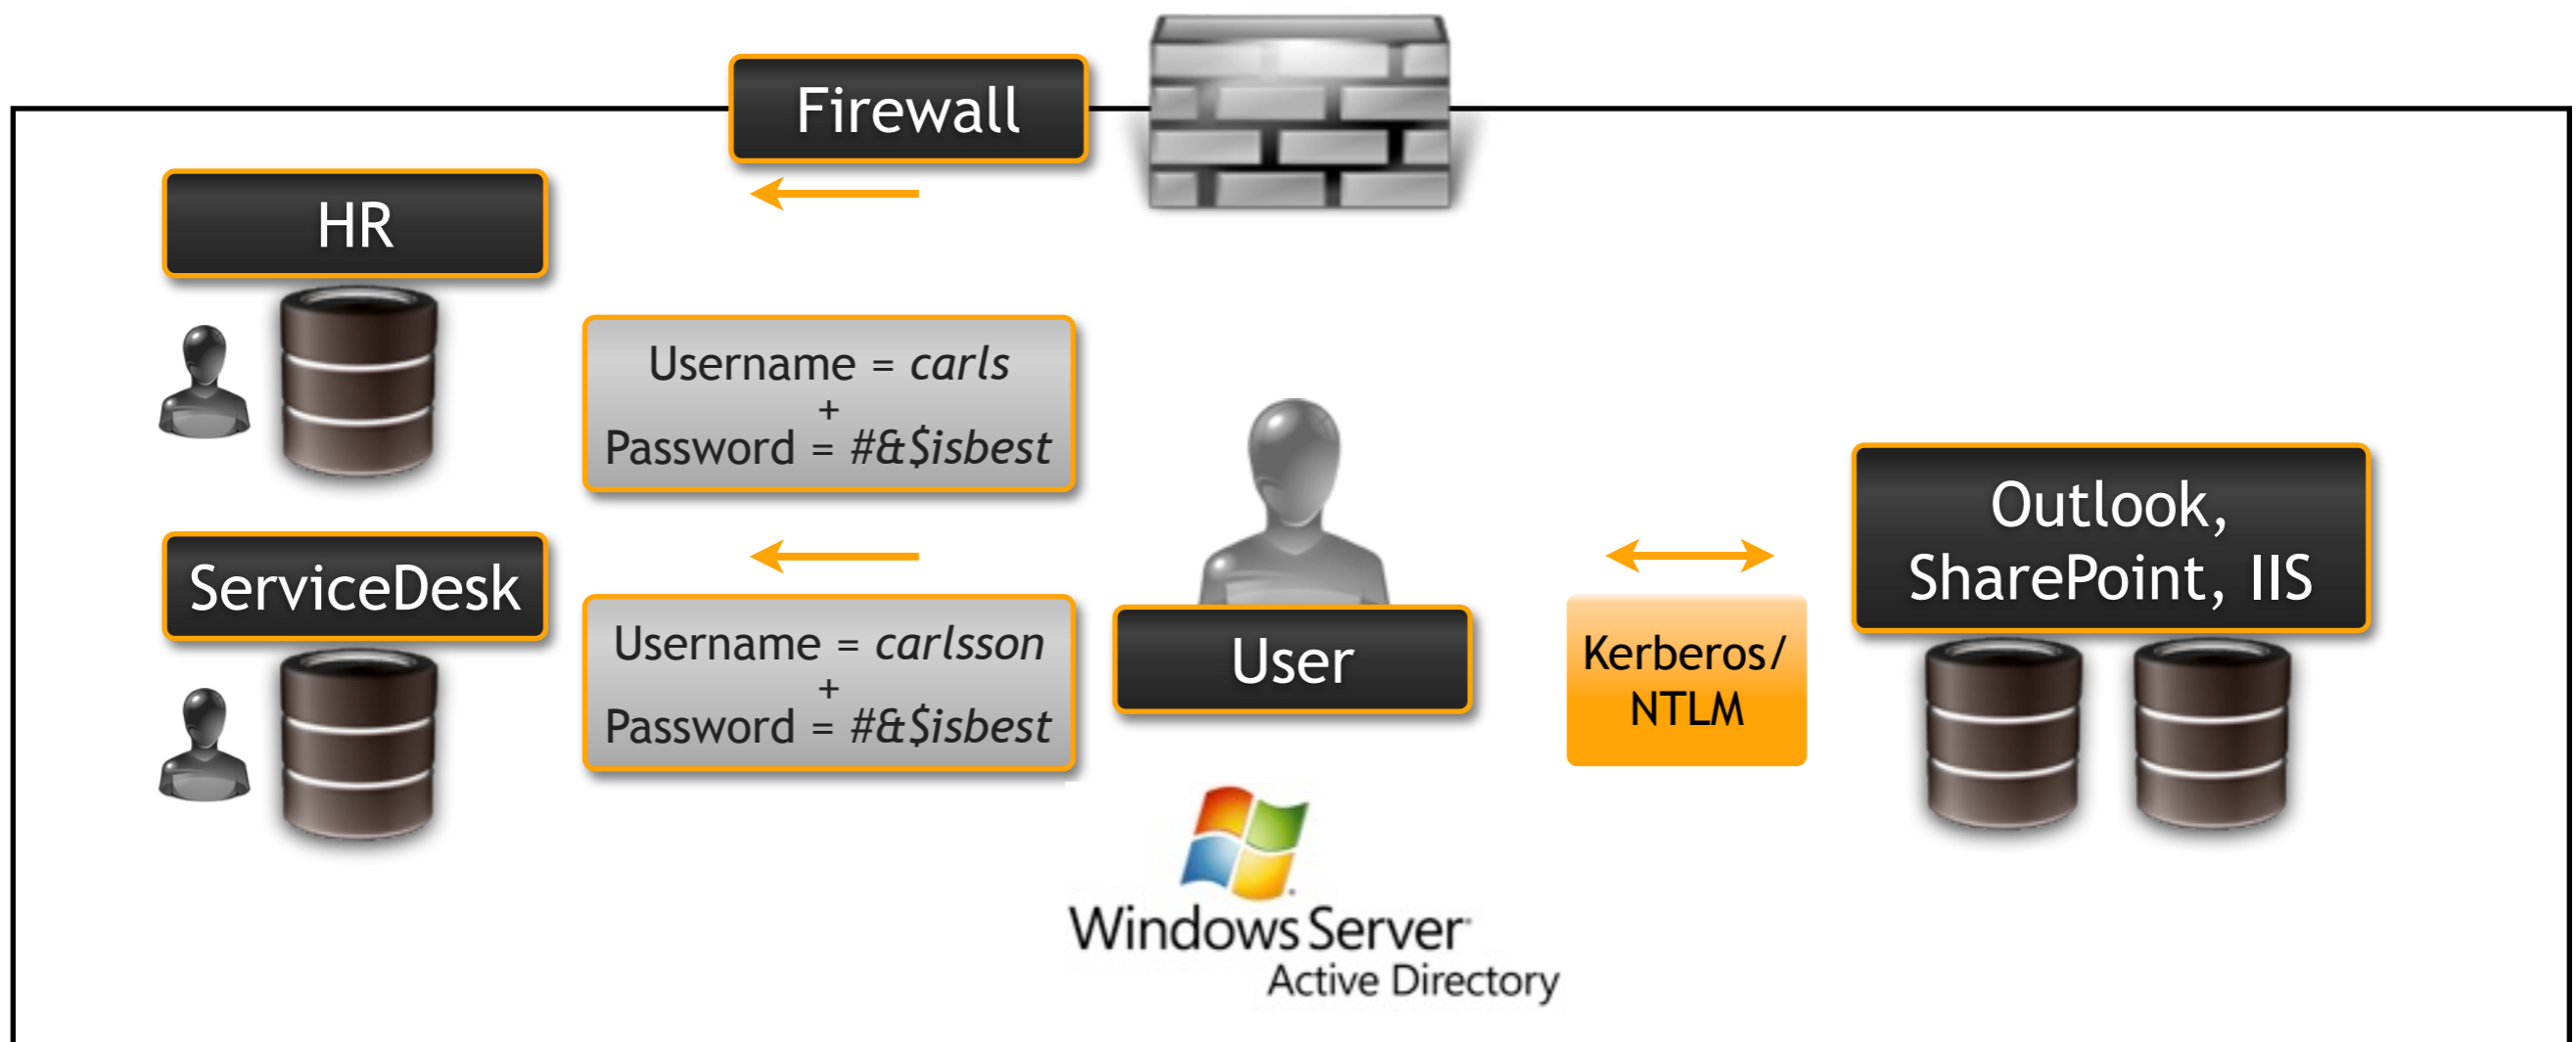 Firewall
HR
Username = carls
+
Password = #&$isbest
Outlook,
SharePoint, IIS
ServiceDesk
Username = carlsson
+
Password = #&$isbest
User
Kerberos/
NTLM
Windows Server
Active Directory